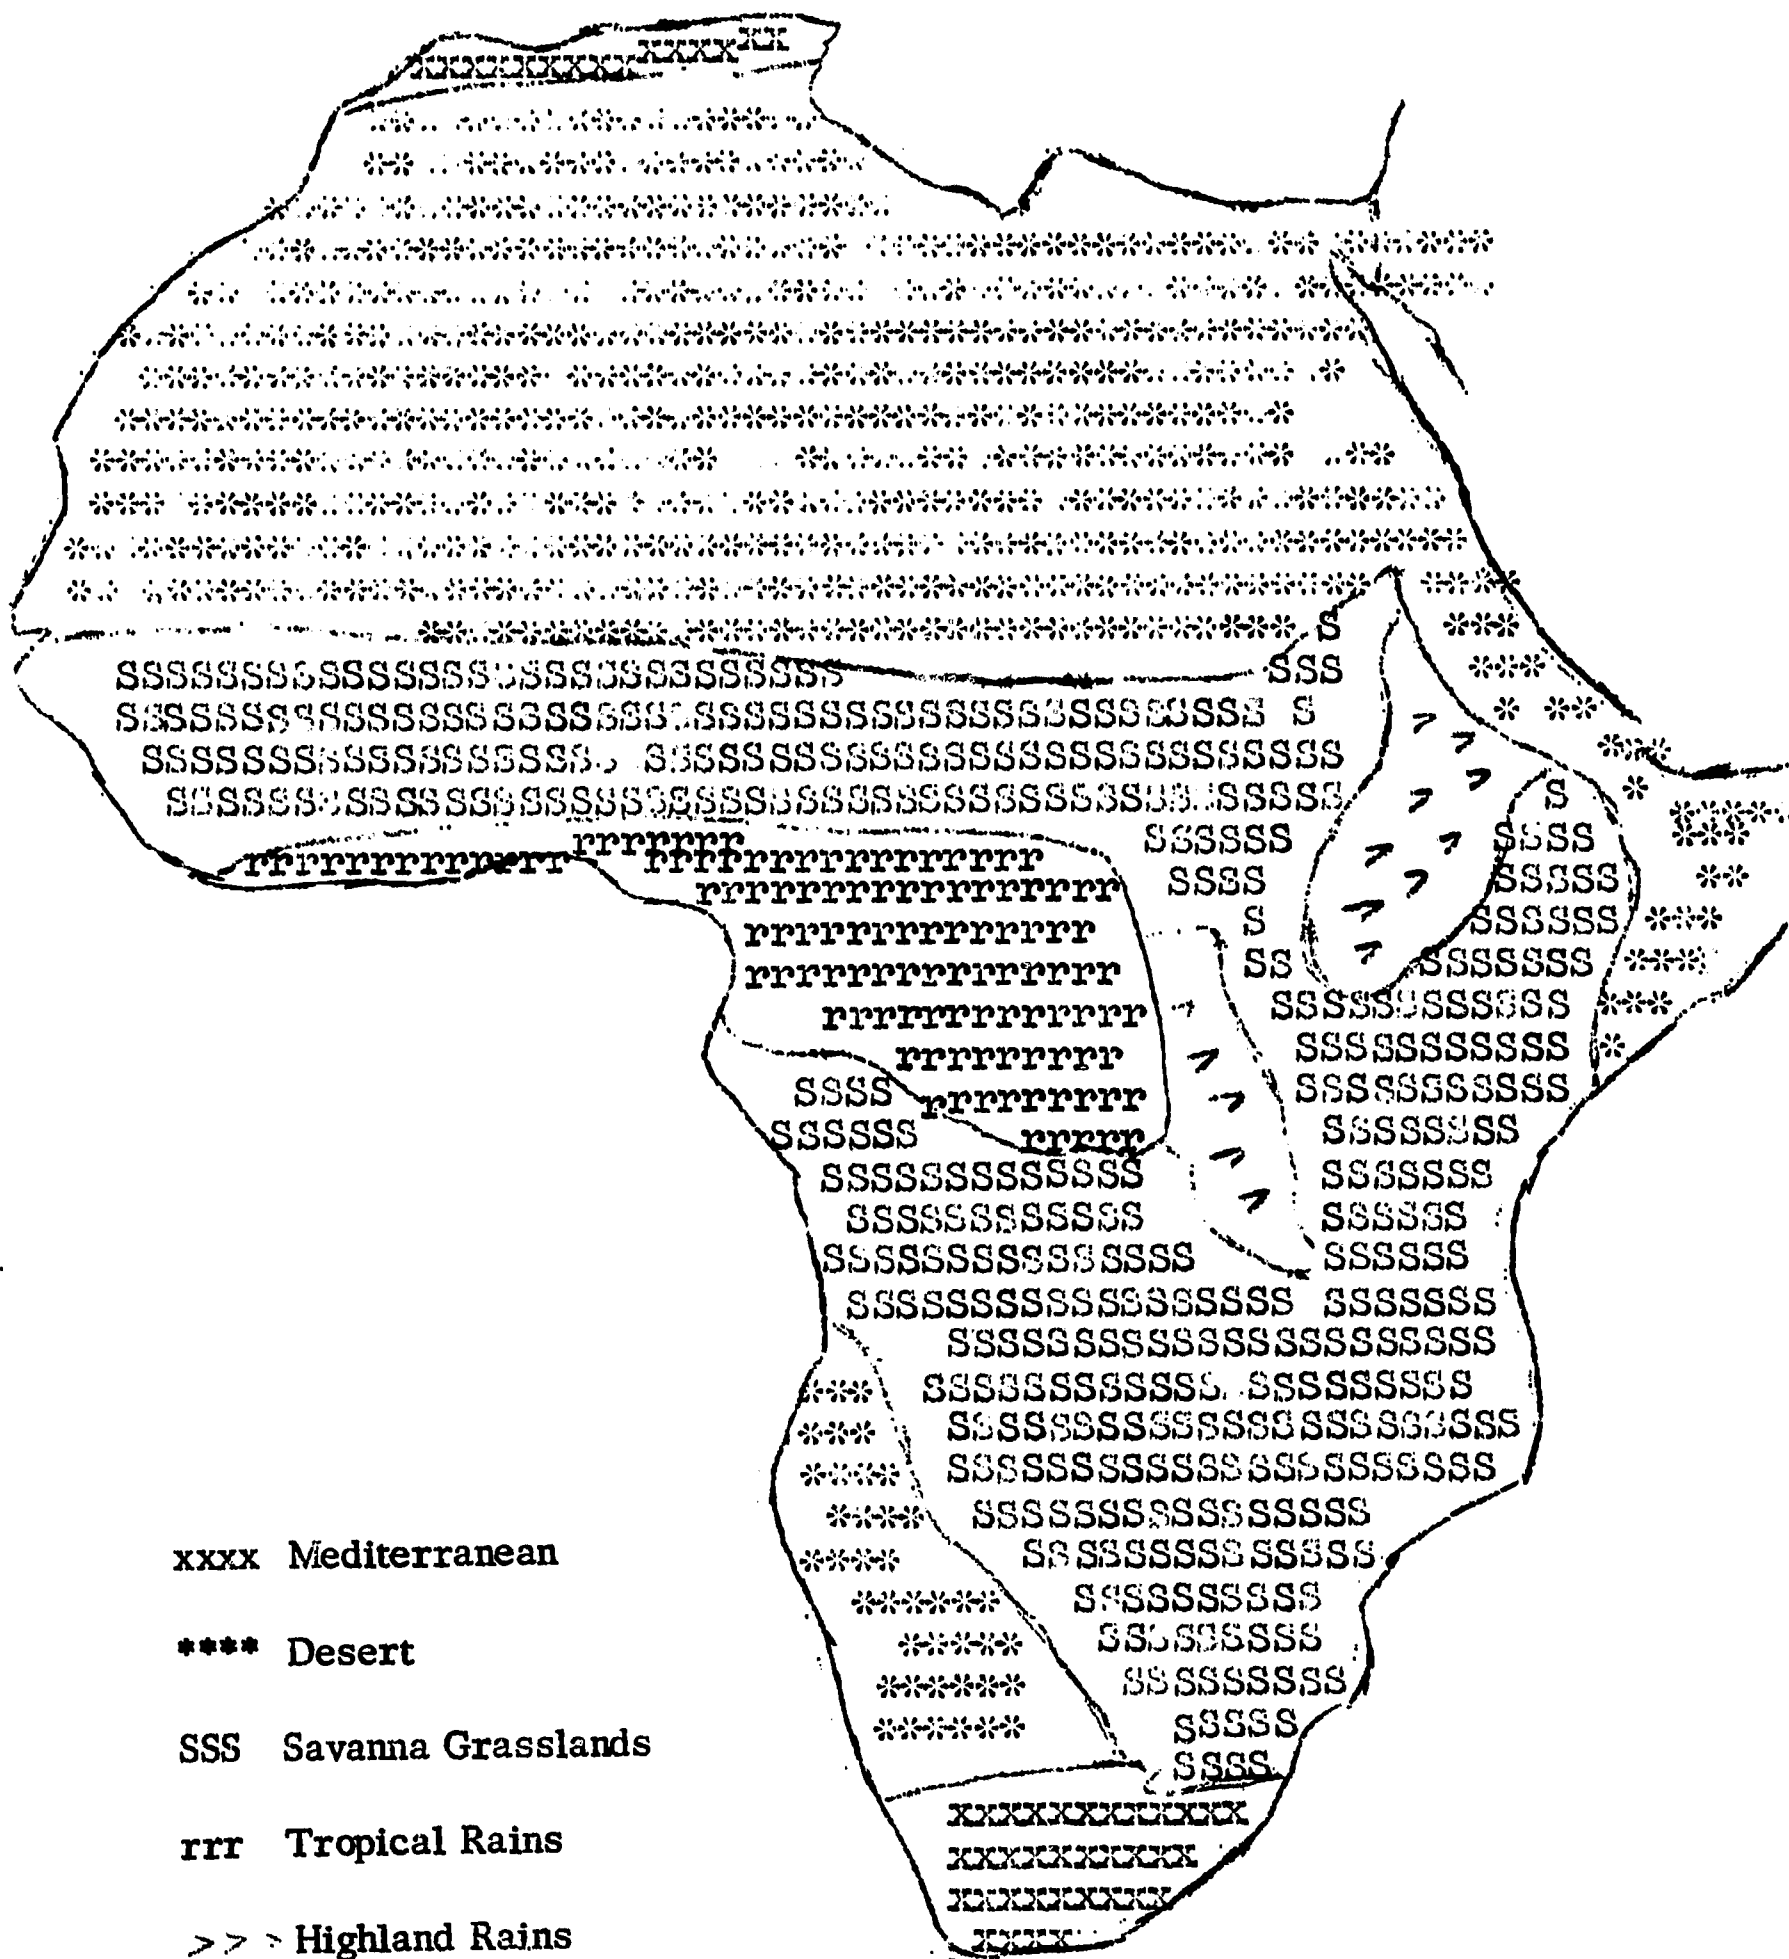 xxxx Mediterranean
**** Desert
SSS Savanna Grasslands
rrr Tropical Rains
>>> Highland Rains